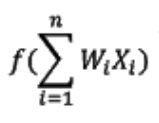 f(∑_{i=1}^{n} W_i X_i)